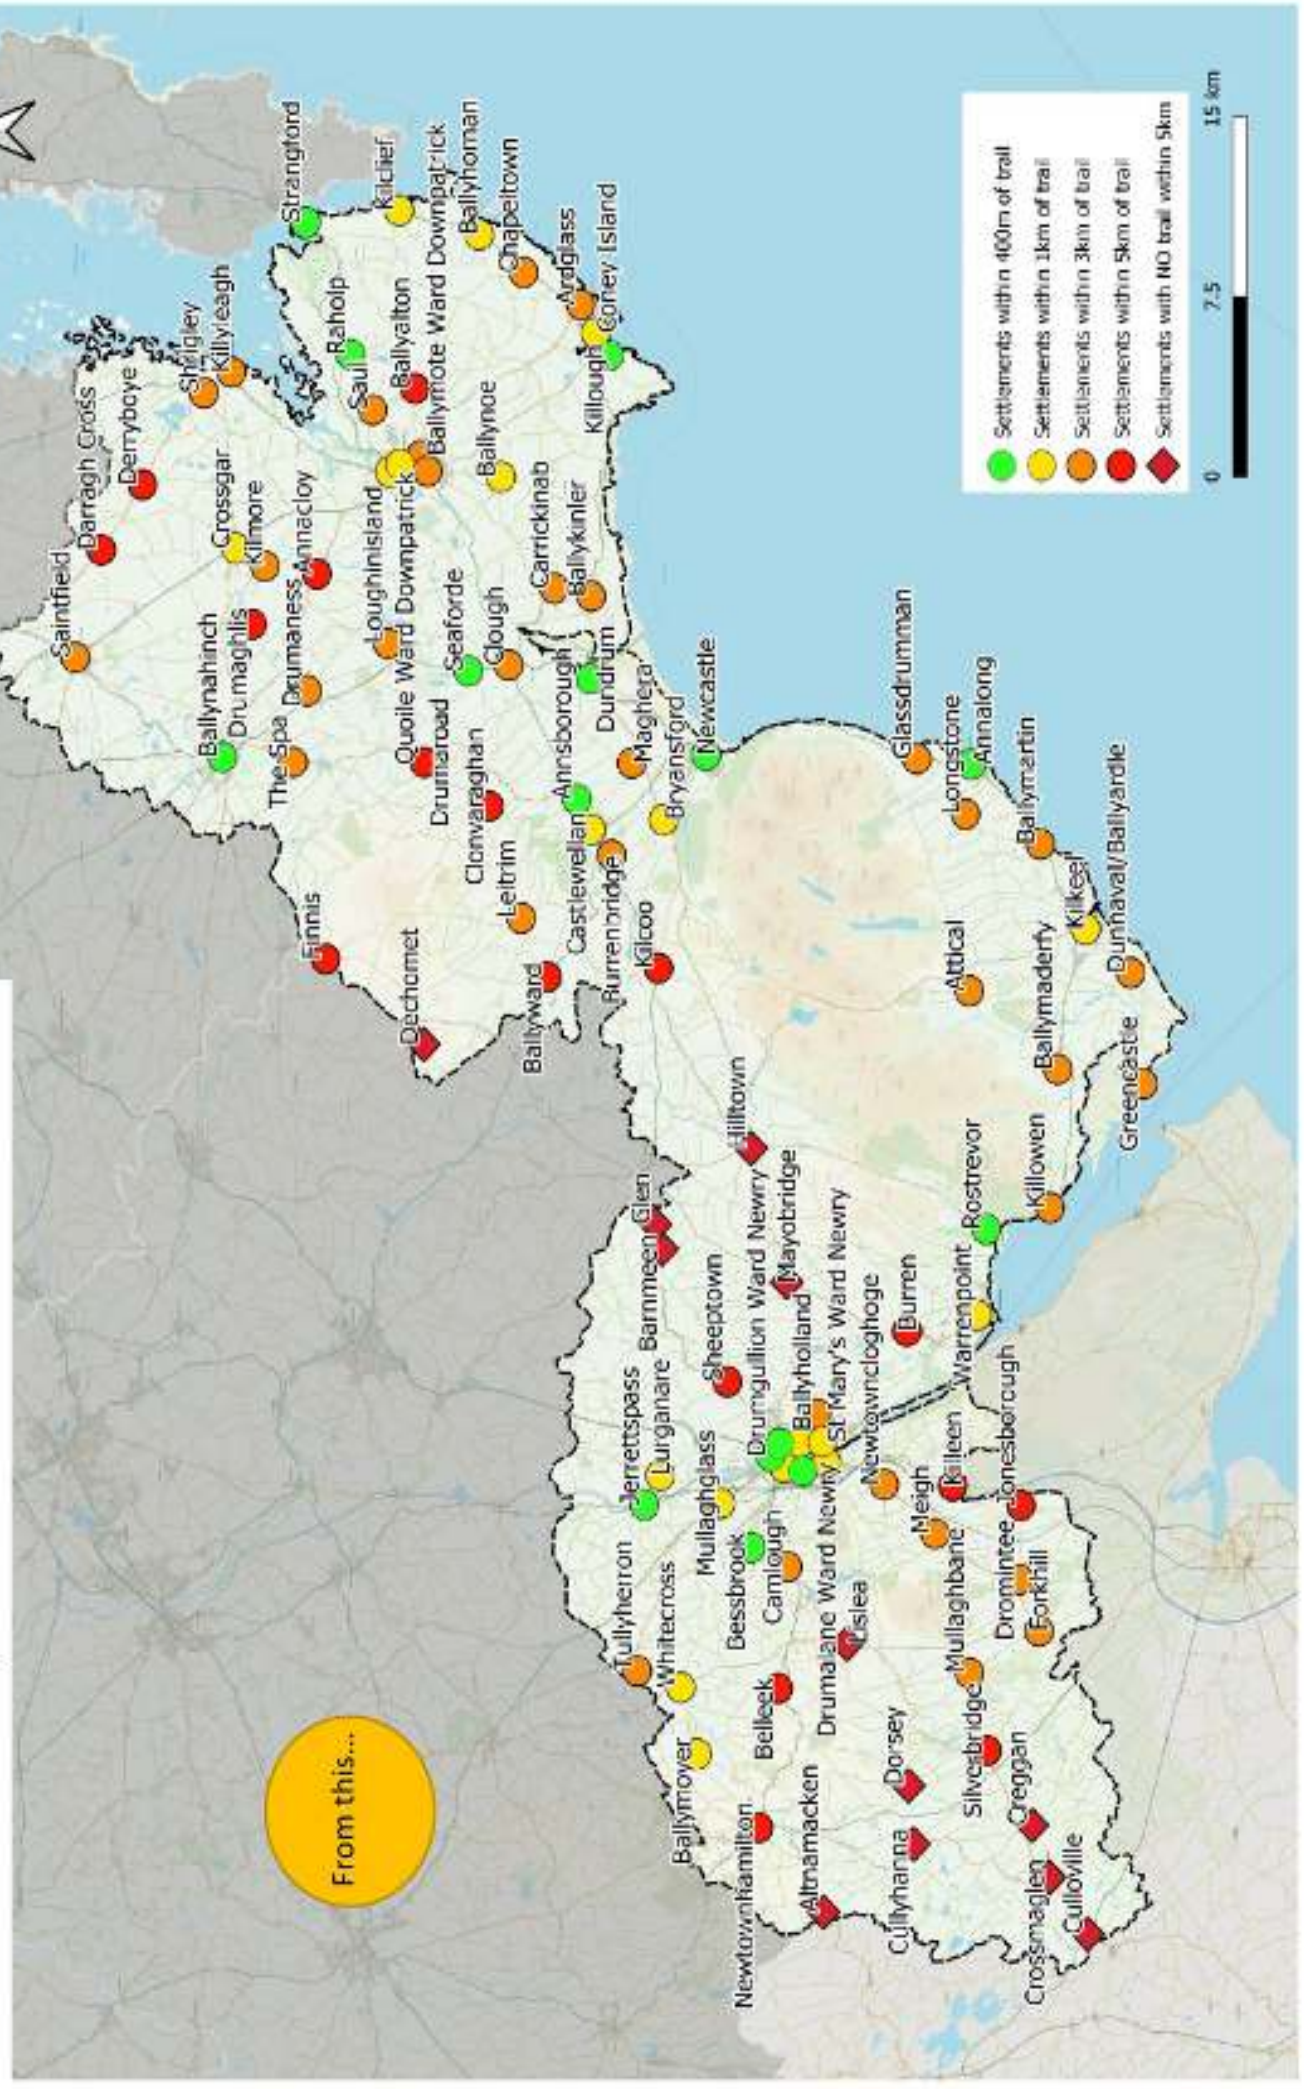 From this...
Saintfield
Darragh Cross
Derryboye
Shrigley
Killyleagh
Strangford
Kilclief
Raholp
Saul
Ballyalton
Ballymote Ward Downpatrick
Ballyhornan
Chapeltown
Ardglass
Coney Island
Killough
Ballynoe
Crossgar
Kilmore
Annacloy
Ballynahinch
Drumaghlis
Drumaness
The Spa
Loughinisland
Quoile Ward Downpatrick
Seaforde
Clough
Carrickinab
Ballykinler
Dundrum
Drumaroad
Clonvaraghan
Annsborough
Maghera
Bryansford
Newcastle
Castlewellan
Burrenbridge
Leitrim
Finnis
Dechomet
Ballyward
Kilcoo
Glassdrumman
Longstone
Annalong
Ballymartin
Kilkeel
Dunnaval/Ballyardle
Attical
Ballymaderfy
Greencastle
Killowen
Rostrevor
Warrenpoint
Hilltown
Mayobridge
Glen
Barnmeen
Sheeptown
Drumgullion Ward Newry
Ballyholland
St Mary's Ward Newry
Burren
Newtowncloghoge
Jerrettspass
Lurganare
Mullaghglass
Bessbrook
Camlough
Drumalane Ward Newry
Meigh
Killeen
Jonesborough
Dromintee
Forkhill
Mullaghbane
Silverbridge
Lislea
Tullyherron
Whitecross
Belleek
Ballymoyer
Newtownhamilton
Altnamacken
Dorsey
Cullyhanna
Creggan
Crossmaglen
Culloville
Settlements within 400m of trail
Settlements within 1km of trail
Settlements within 3km of trail
Settlements within 5km of trail
Settlements with NO trail within 5km
0 7.5 15 km